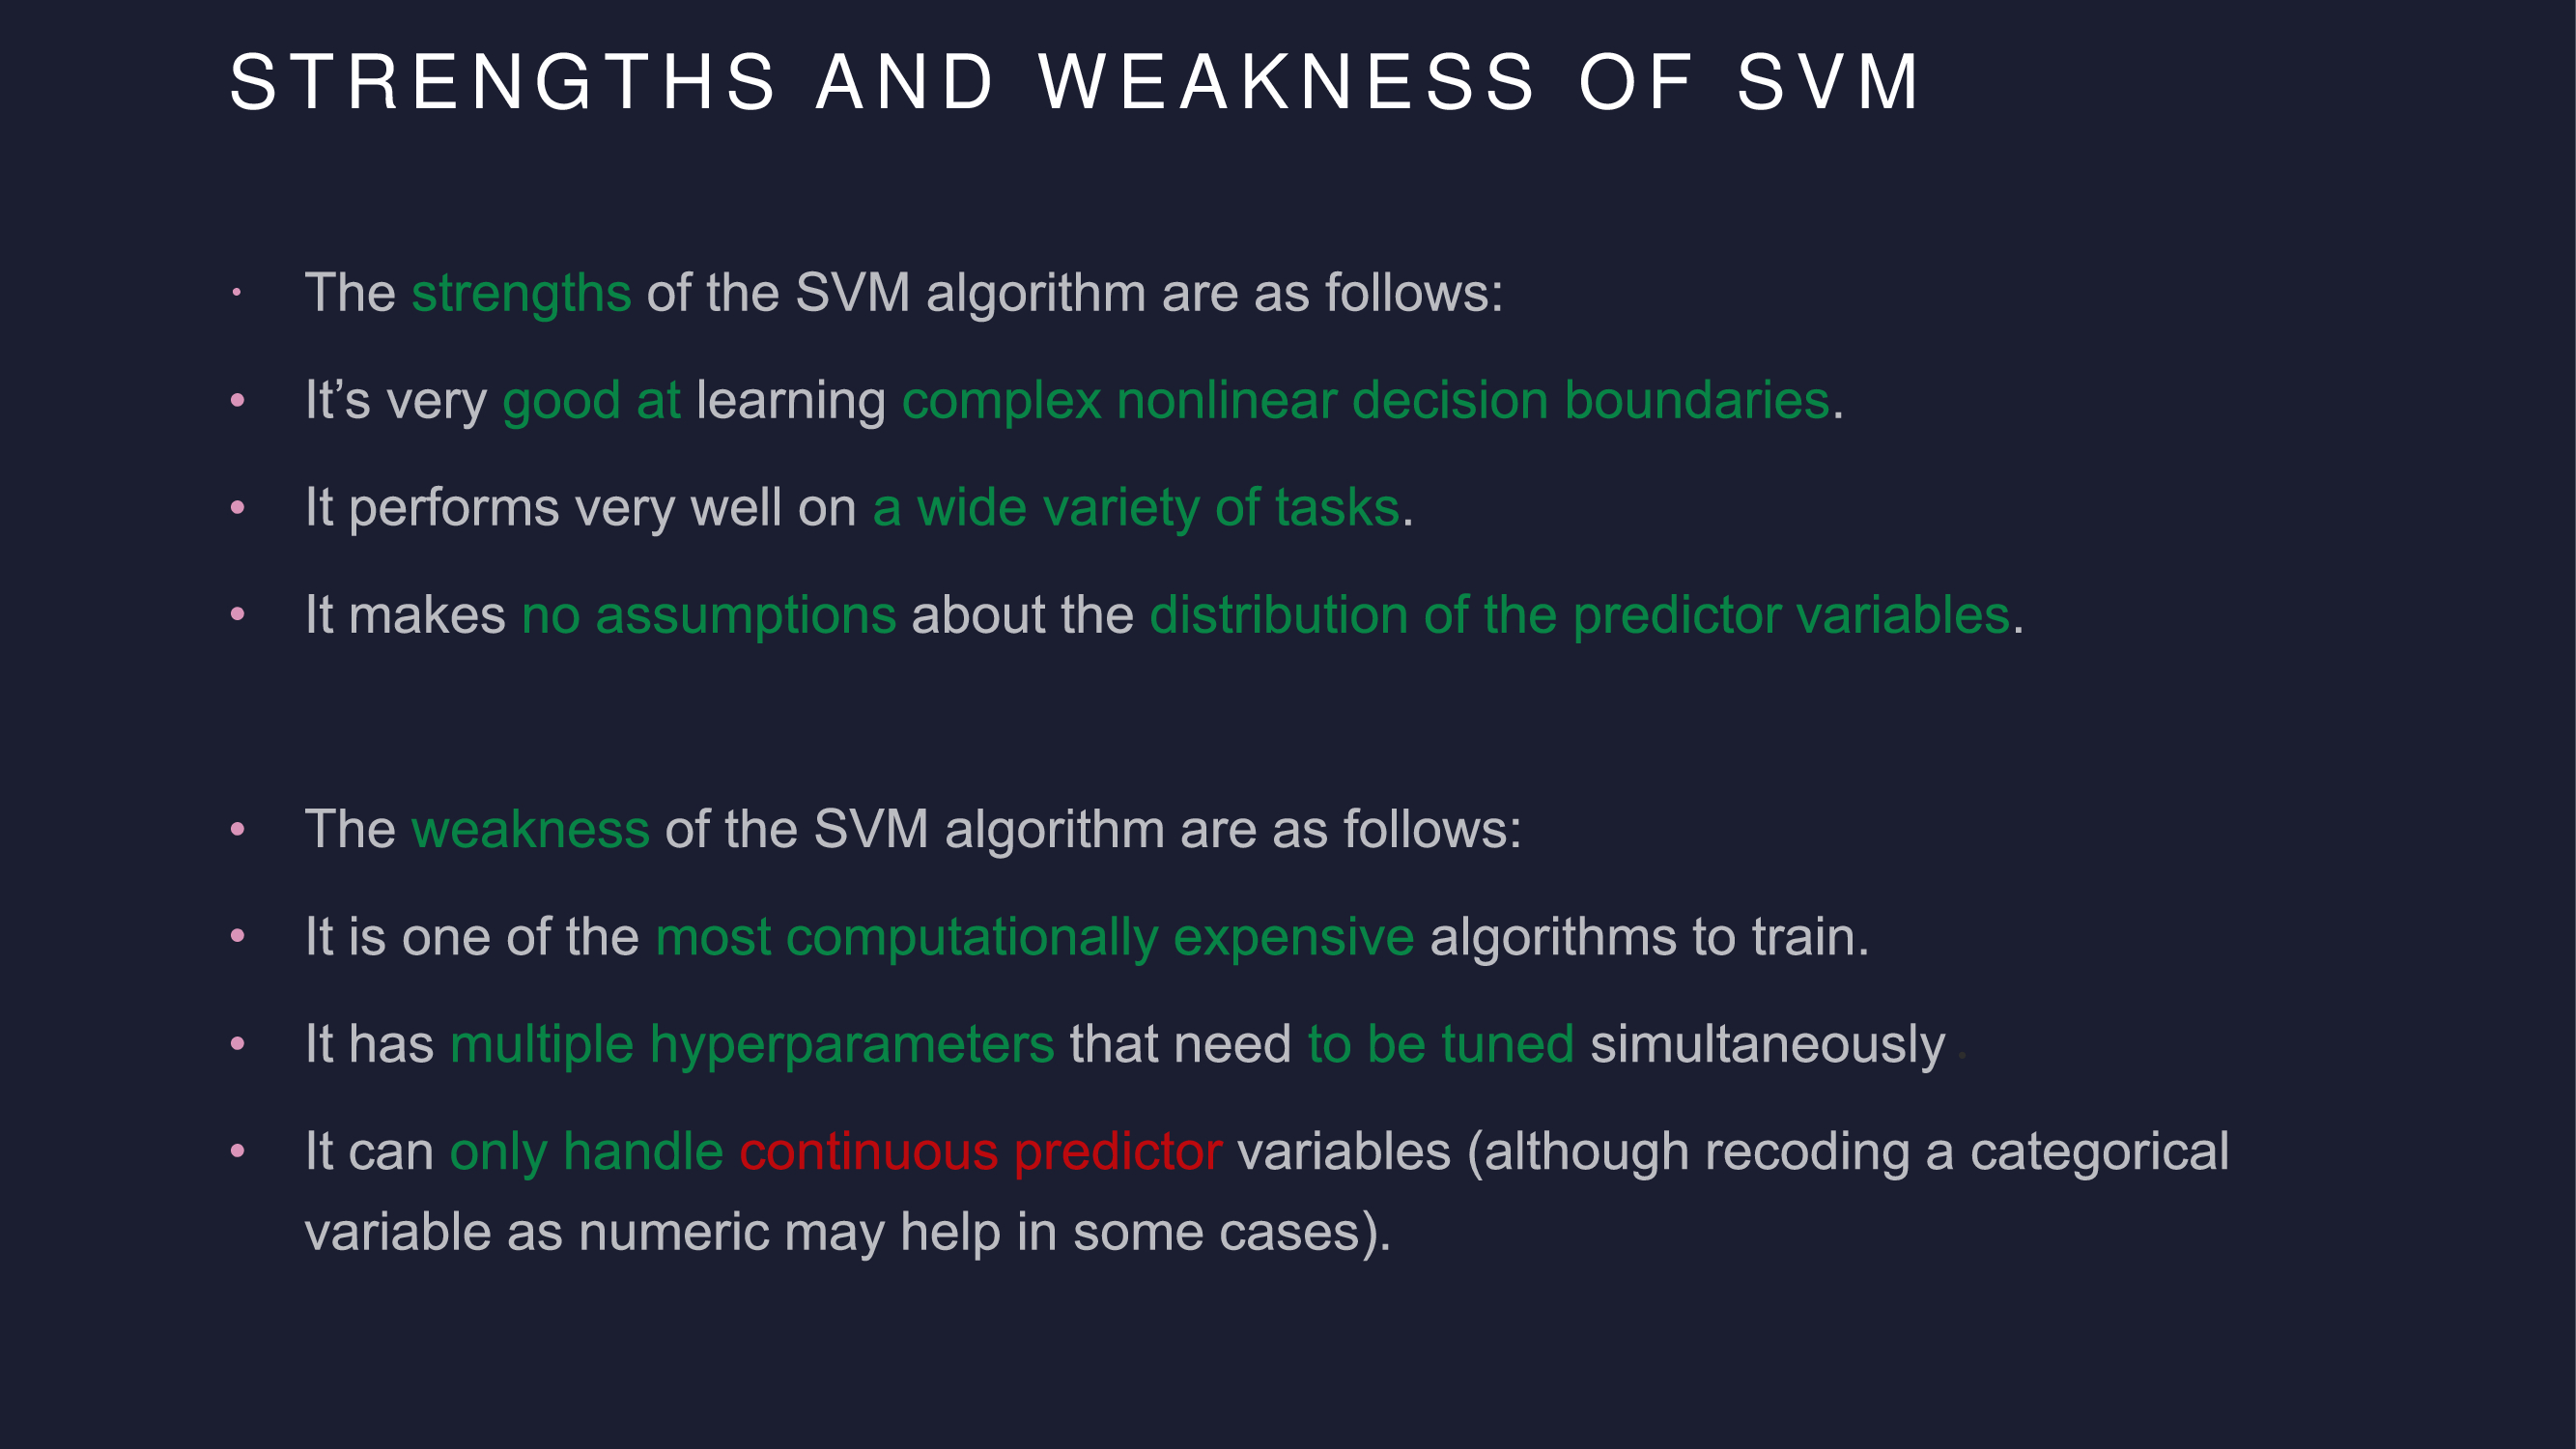 STRENGTHS AND WEAKNESS OF SVM
• The strengths of the SVM algorithm are as follows:
• It’s very good at learning complex nonlinear decision boundaries.
• It performs very well on a wide variety of tasks.
• It makes no assumptions about the distribution of the predictor variables.
• The weakness of the SVM algorithm are as follows:
• It is one of the most computationally expensive algorithms to train.
• It has multiple hyperparameters that need to be tuned simultaneously.
• It can only handle continuous predictor variables (although recoding a categorical
variable as numeric may help in some cases).